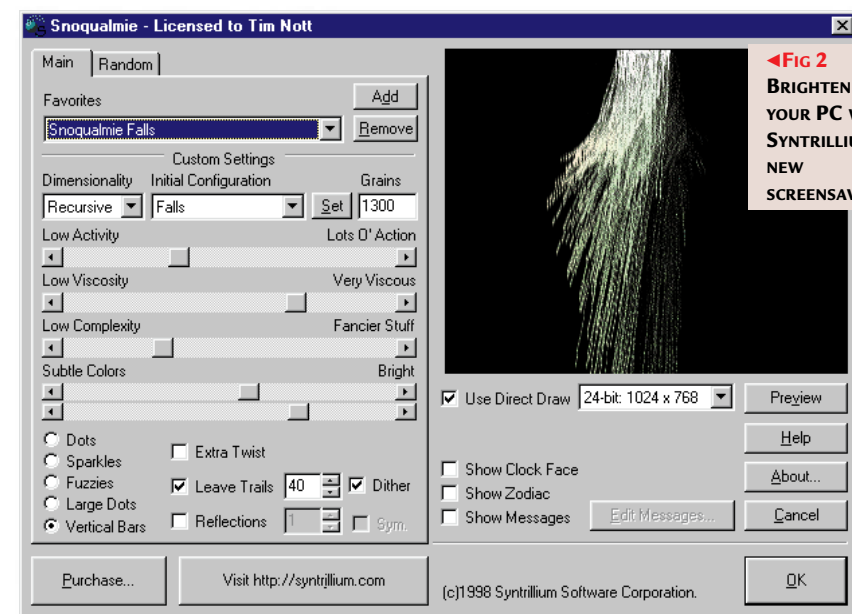 Snoqualmie - Licensed to Tim Nott
Main Random
Favorites Add
Snoqualmie Falls Remove
Custom Settings
Dimensionality Initial Configuration Grains
Recursive Falls Set 1300
Low Activity Lots O' Action
Low Viscosity Very Viscous
Low Complexity Fancier Stuff
Subtle Colors Bright
Dots
Sparkles
Fuzzies
Large Dots
Vertical Bars
Extra Twist
Leave Trails 40 Dither
Reflections 1 Sym.
Purchase... Visit http://syntrillium.com
◄FIG 2
BRIGHTEN
YOUR PC
NEW
Use Direct Draw 24-bit: 1024 x 768 Preview
Help
Show Clock Face About...
Show Zodiac
Show Messages Edit Messages... Cancel
(c)1998 Syntrillium Software Corporation. OK